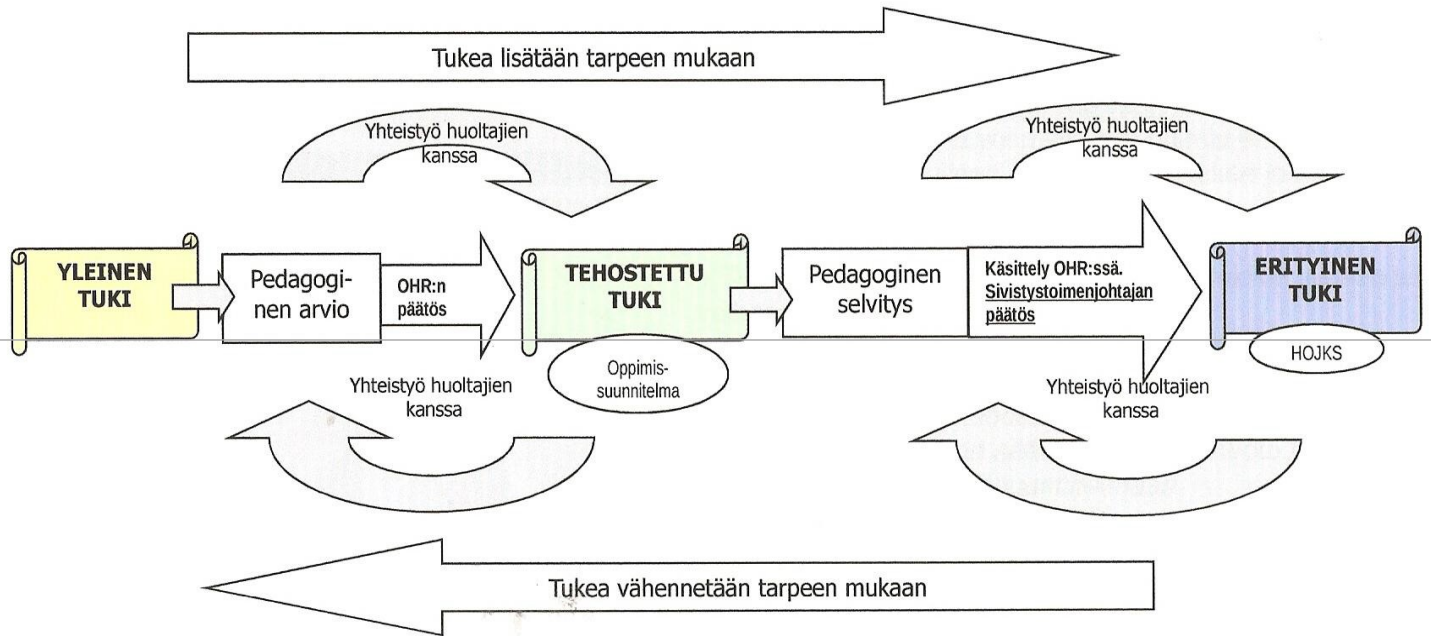 Tukea lisätään tarpeen mukaan
Yhteistyö huoltajien
kanssa
Yhteistyö huoltajien
kanssa
YLEINEN
TUKI
Pedagogi-
nen arvio
OHR:n
päätös
TEHOSTETTU
TUKI
Oppimis-
suunnitelma
Pedagoginen
selvitys
Käsittely OHR:ssä.
Sivistystoimenjohtajan
päätös
ERITYINEN
TUKI
HOJKS
Yhteistyö huoltajien
kanssa
Yhteistyö huoltajien
kanssa
Tukea vähennetään tarpeen mukaan